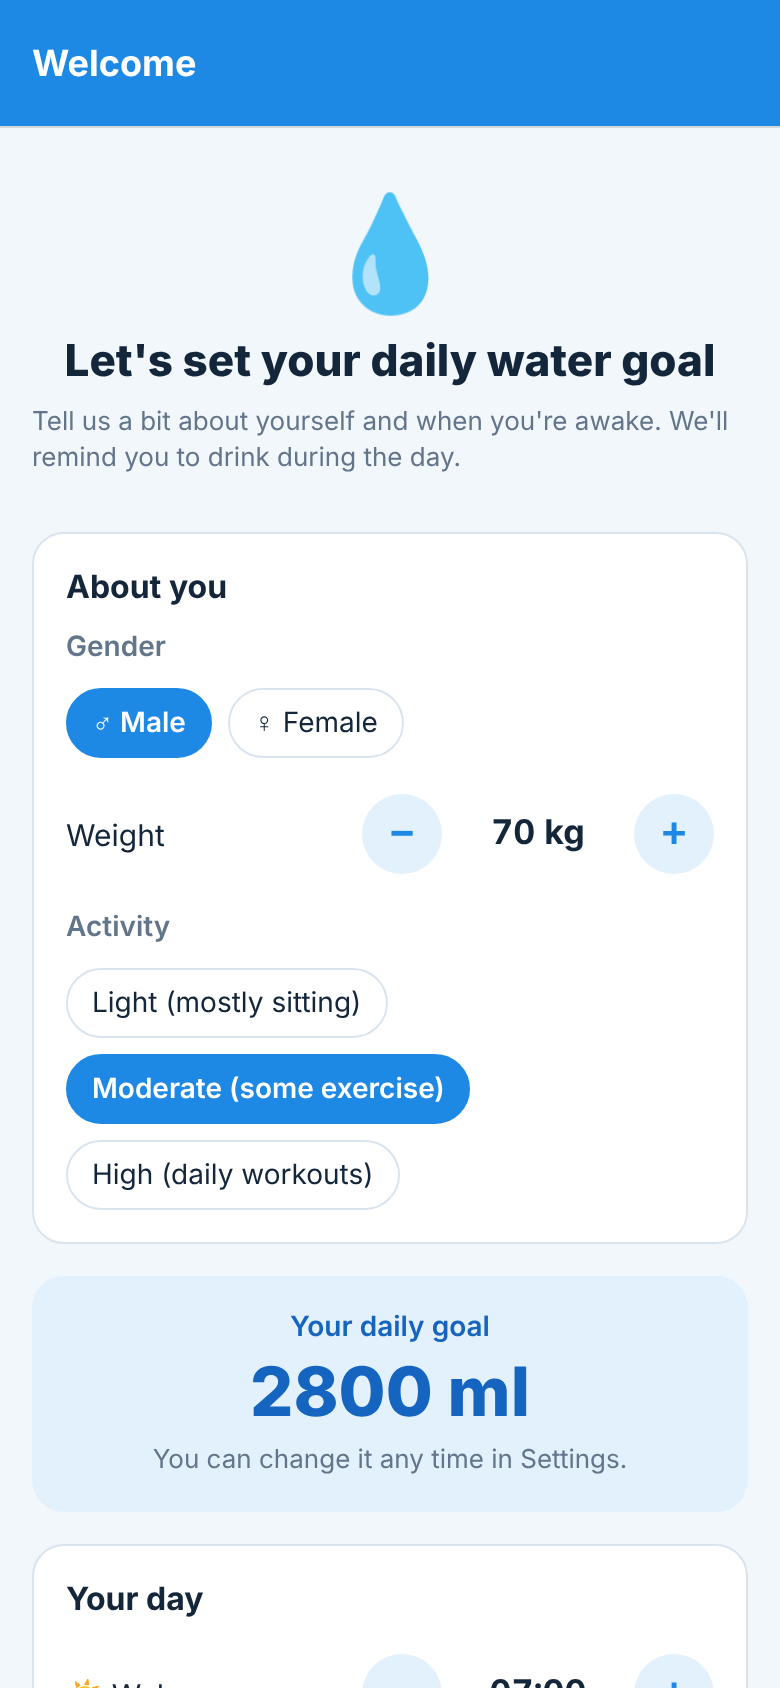 Welcome
Let's set your daily water goal
Tell us a bit about yourself and when you're awake. We'll
remind you to drink during the day.
About you
Gender
♂ Male
♀ Female
Weight
− 70 kg +
Activity
Light (mostly sitting)
Moderate (some exercise)
High (daily workouts)
Your daily goal
2800 ml
You can change it any time in Settings.
Your day
07:00 +